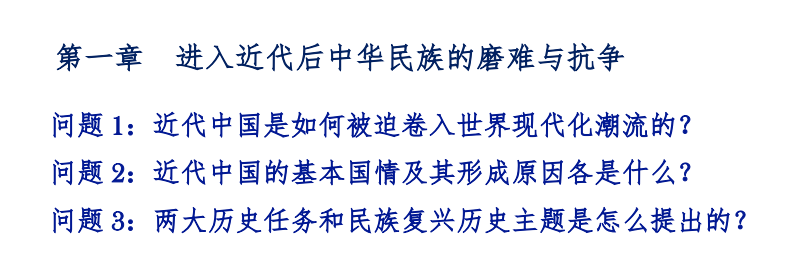 第一章　进入近代后中华民族的磨难与抗争
问题 1：近代中国是如何被迫卷入世界现代化潮流的？
问题 2：近代中国的基本国情及其形成原因各是什么？
问题 3：两大历史任务和民族复兴历史主题是怎么提出的？